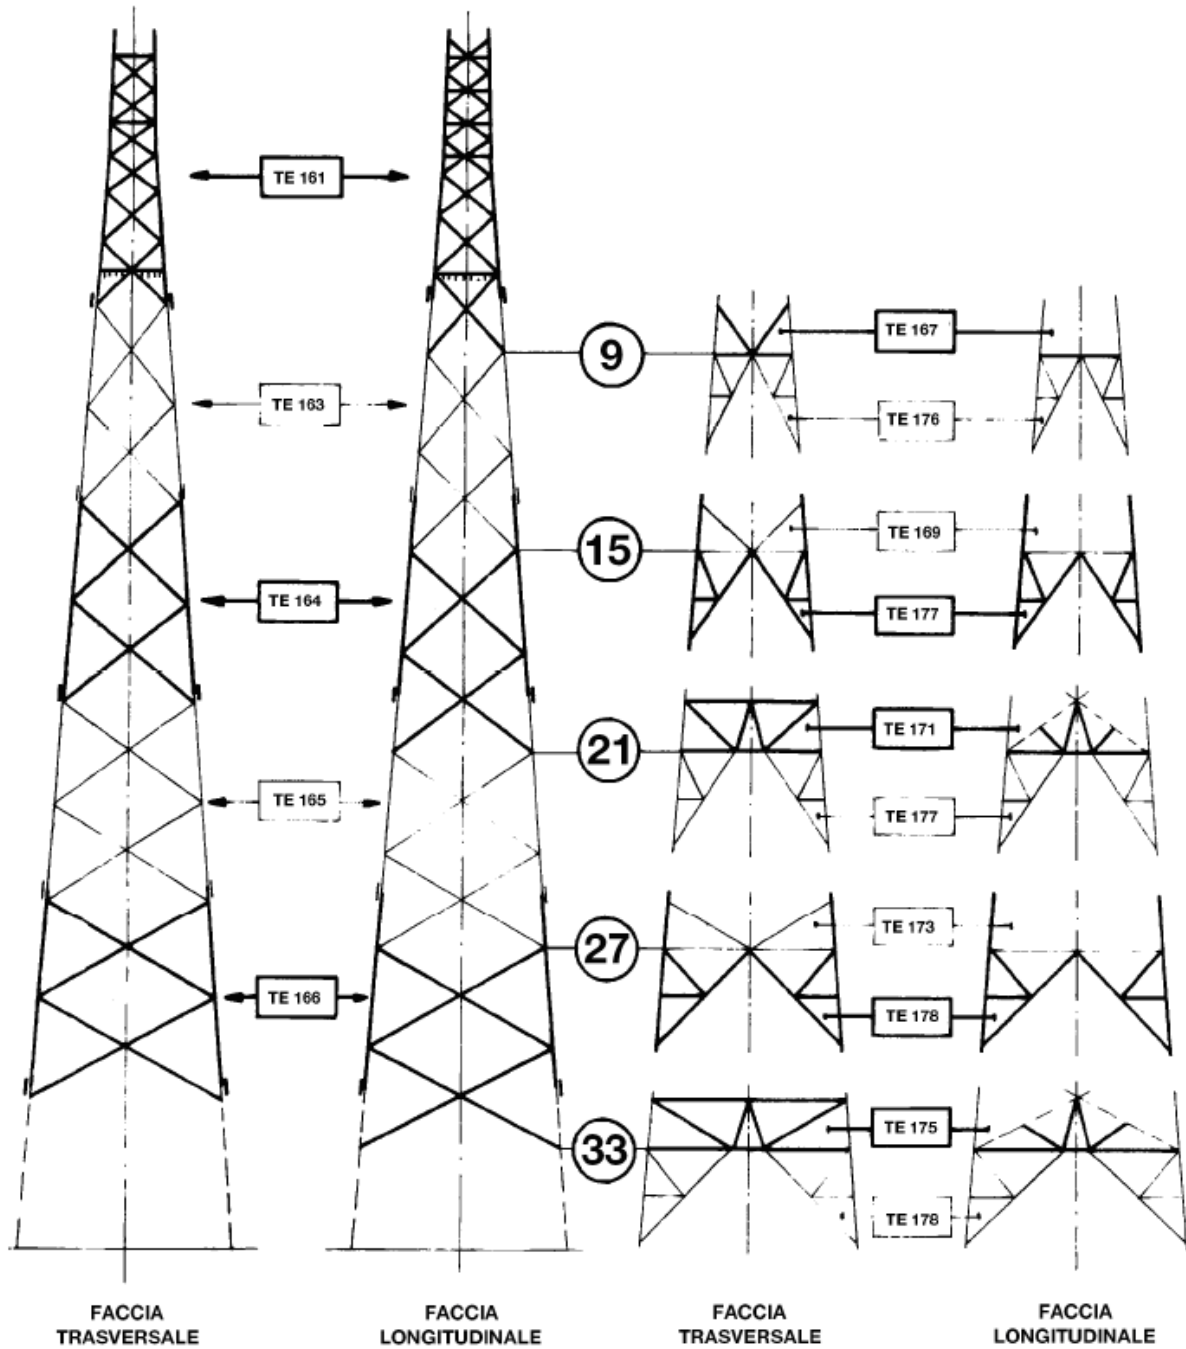 TE 161
TE 163
TE 164
TE 165
TE 166
9
TE 167
TE 176
15
TE 169
TE 177
21
TE 171
TE 177
27
TE 173
TE 178
33
TE 175
TE 178
FACCIA
TRASVERSALE
FACCIA
LONGITUDINALE
FACCIA
TRASVERSALE
FACCIA
LONGITUDINALE